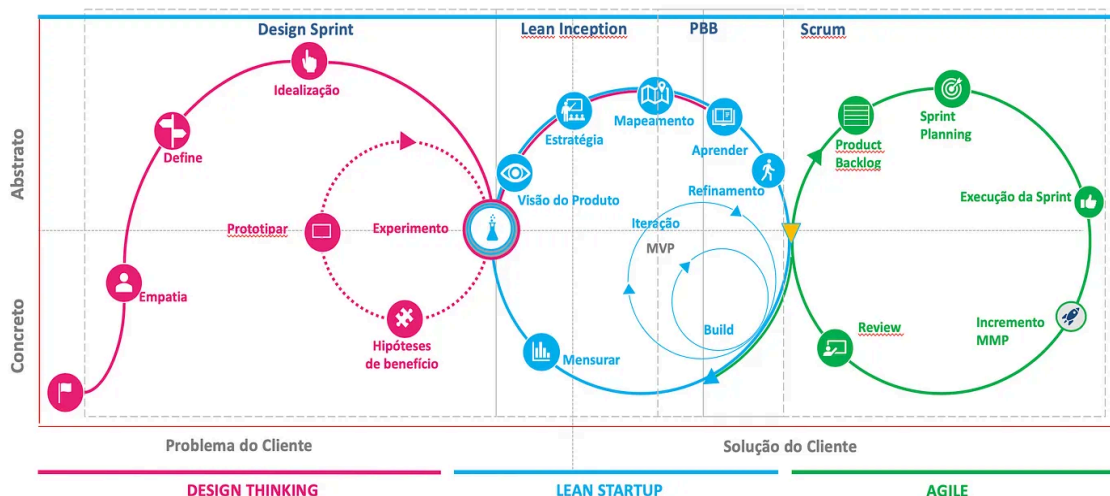 Design Sprint
Lean Inception
PBB
Scrum
Abstrato
Concreto
Idealização
Define
Prototipar
Experimento
Empatia
Hipóteses
de benefício
Estratégia
Mapeamento
Aprender
Visão do Produto
Refinamento
Iteração
MVP
Build
Mensurar
Product
Backlog
Sprint
Planning
Execução da Sprint
Review
Incremento
MMP
Problema do Cliente
Solução do Cliente
DESIGN THINKING
LEAN STARTUP
AGILE